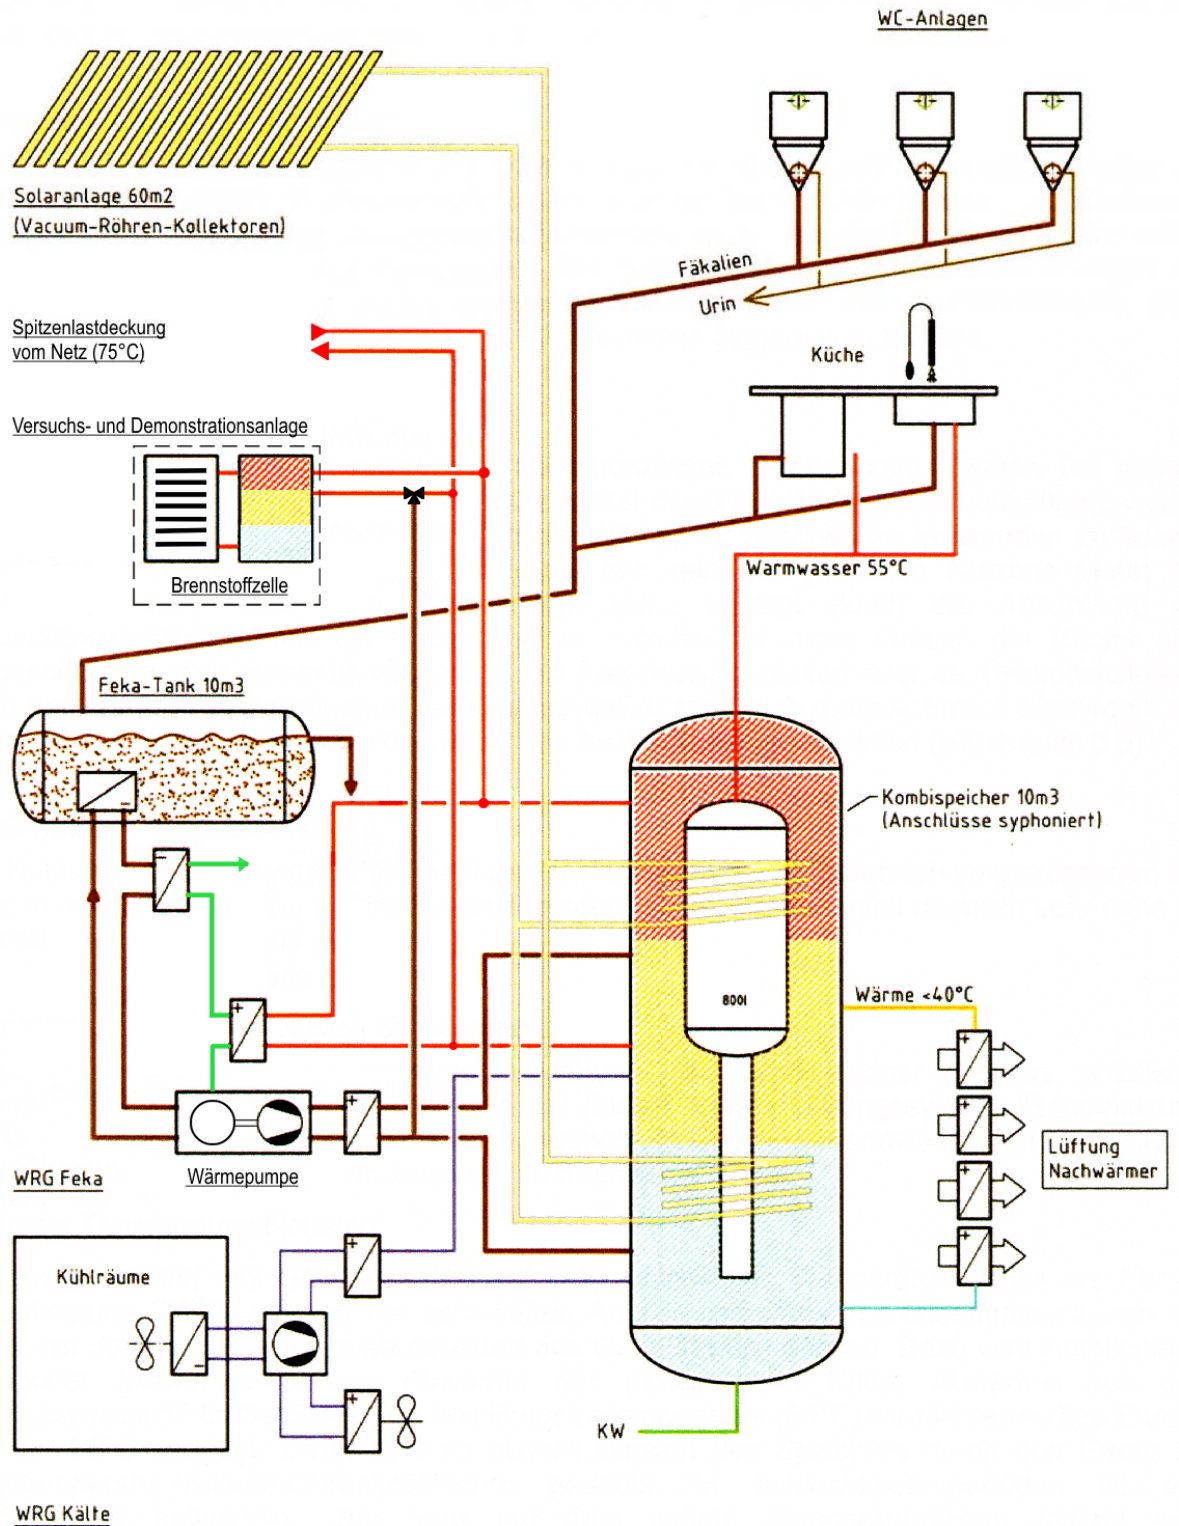 WC-Anlagen
Solaranlage 60m2
(Vacuum-Röhren-Kollektoren)
Fäkalien
Urin
Spitzenlastdeckung
vom Netz (75°C)
Küche
Versuchs- und Demonstrationsanlage
Brennstoffzelle
Warmwasser 55°C
Feka-Tank 10m3
Kombispeicher 10m3
(Anschlüsse syphoniert)
800l
Wärme <40°C
Lüftung
Nachwärmer
WRG Feka
Wärmepumpe
Kühlräume
KW
WRG Kälte